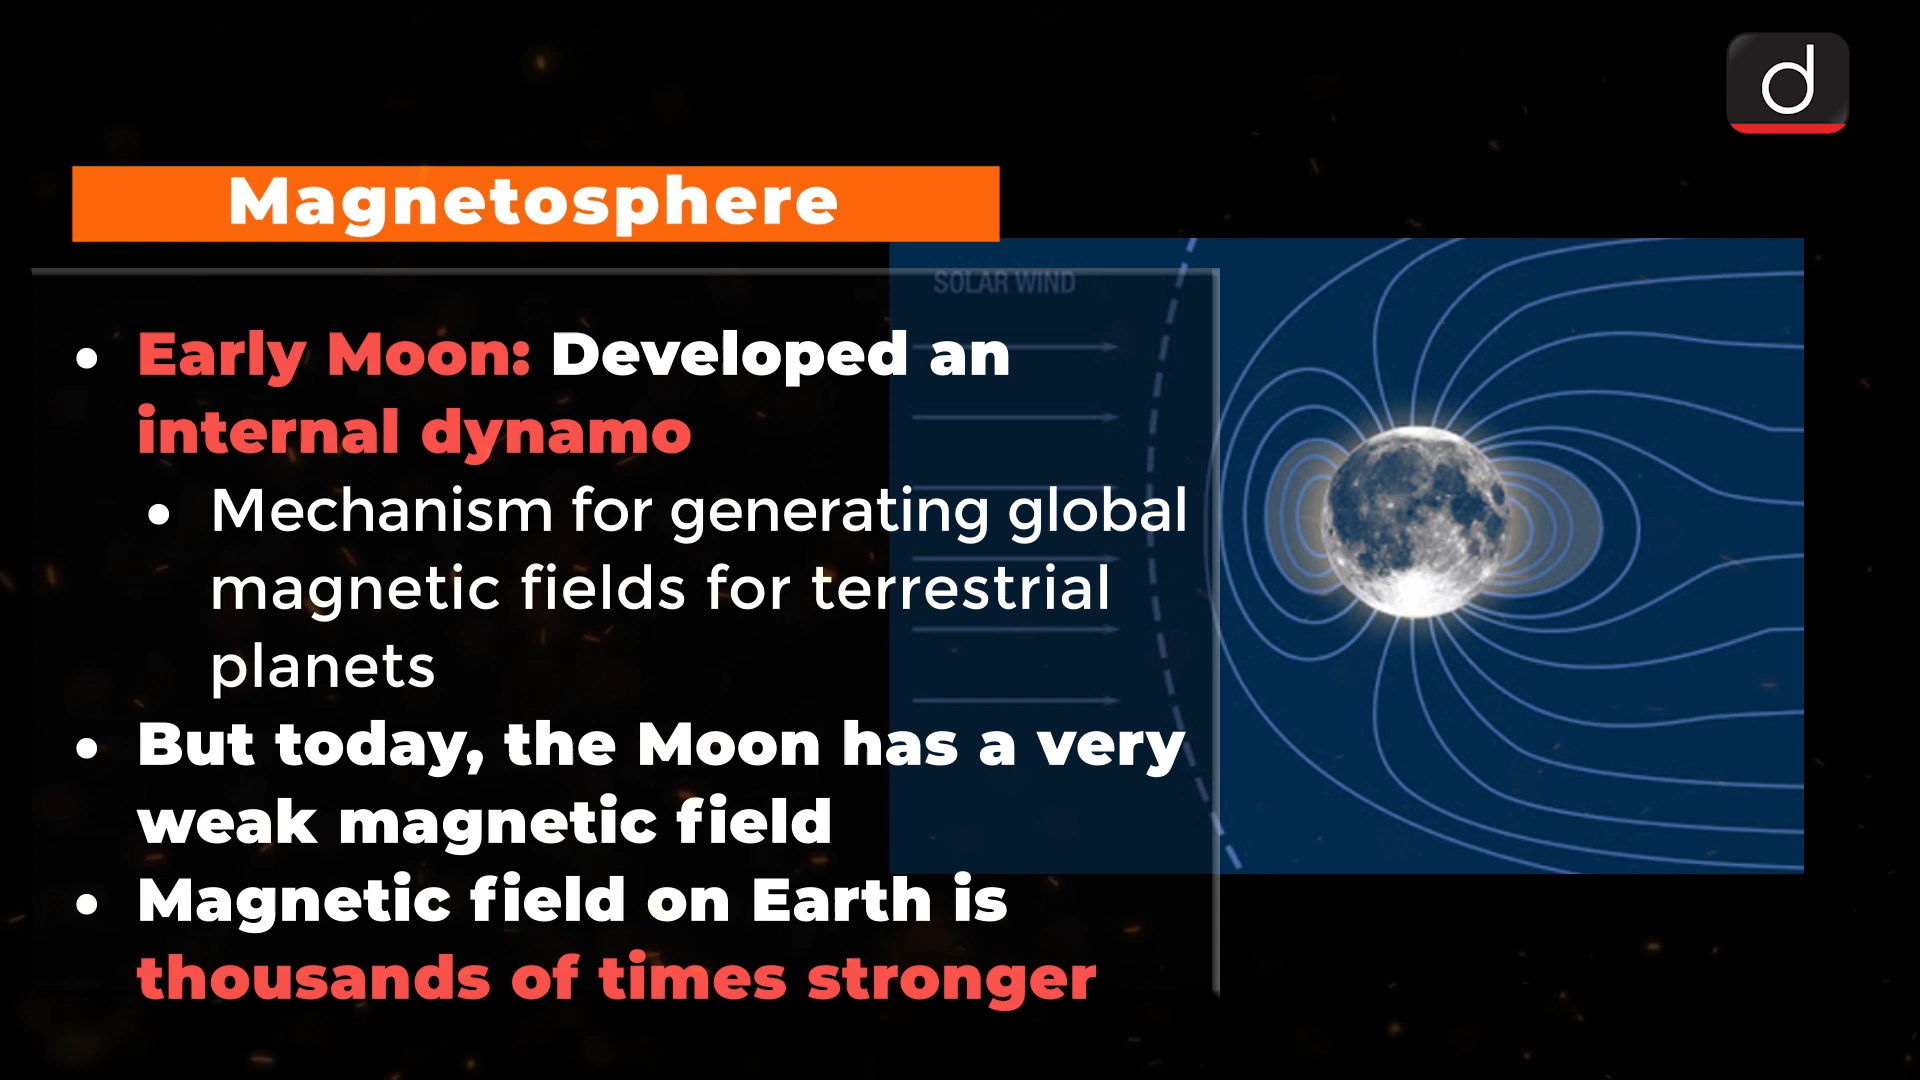 d
Magnetosphere
SOLAR WIND
• Early Moon: Developed an
internal dynamo
• Mechanism for generating global
magnetic fields for terrestrial
planets
• But today, the Moon has a very
weak magnetic field
• Magnetic field on Earth is
thousands of times stronger